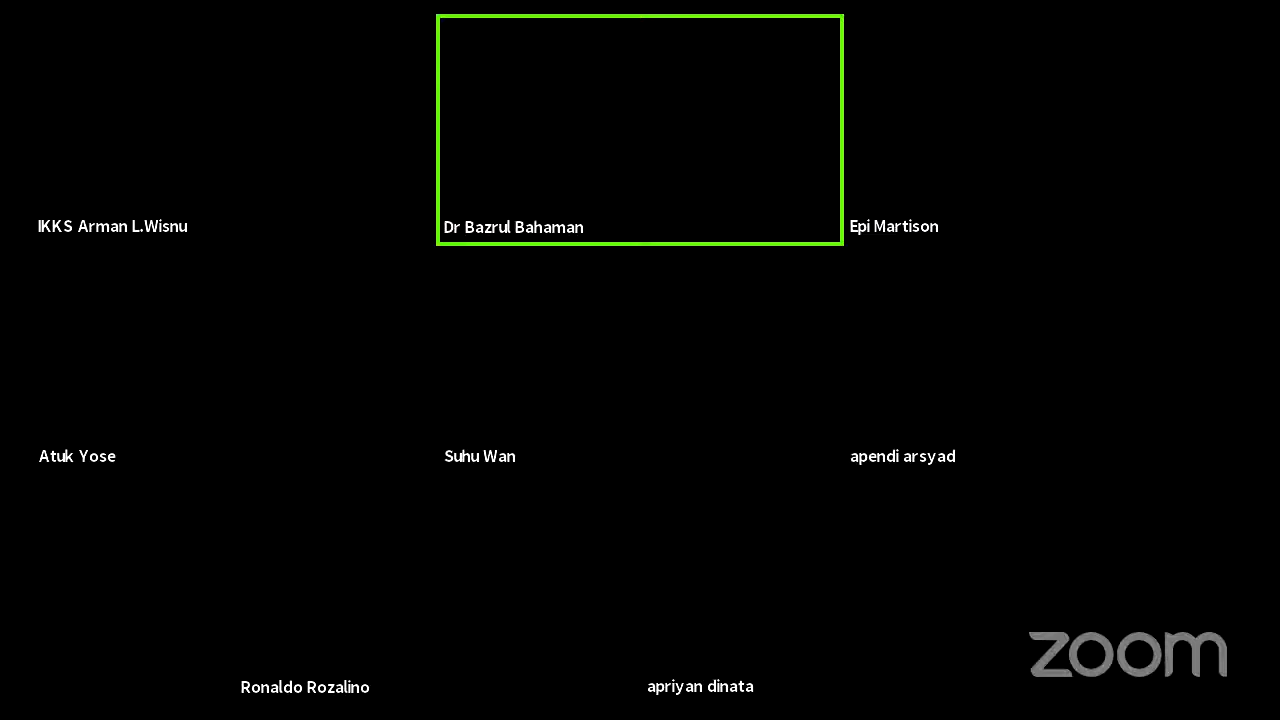 IKKS Arman L.Wisnu
Dr Bazrul Bahaman
Epi Martison
Atuk Yose
Suhu Wan
apendi arsyad
Ronaldo Rozalino
apriyan dinata
zoom